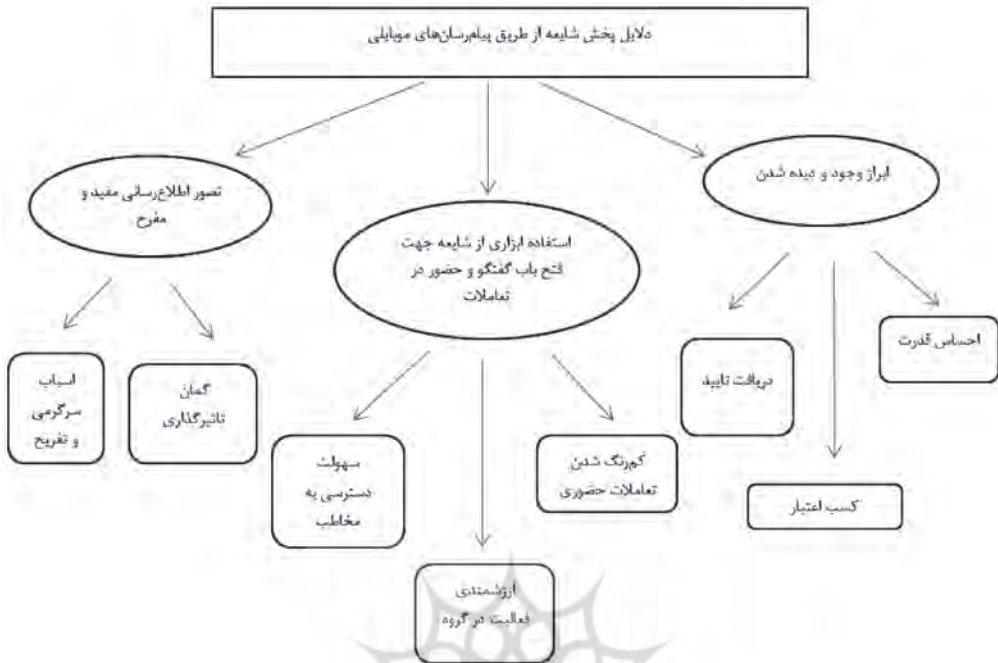 دلایل پخش شایعه از طریق پیام‌رسان‌های موبایلی
ابراز وجود و دیده شدن
احساس قدرت
کسب اعتبار
دریافت تایید
استفاده ابزاری از شایعه جهت
فتح باب گفتگو و حضور در
تعاملات
کم‌رنگ شدن
تعاملات حضوری
ارزشمندی
فعالیت در گروه
سهولت
دسترسی به
مخاطب
تصور اطلاع‌رسانی مفید و
مفرح
گمان
تاثیرگذاری
اسباب
سرگرمی
و تفریح